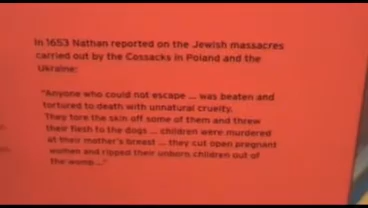 In 1653 Nathan reported on the Jewish massacres
carried out by the Cossacks in Poland and the
Ukraine:
"Anyone who could not escape ... was beaten and
tortured to death with unnatural cruelty.
They tore the skin off some of them and threw
their flesh to the dogs ... children were murdered
at their mother's breast ... they cut open pregnant
women and ripped their unborn children out of
the womb ..."